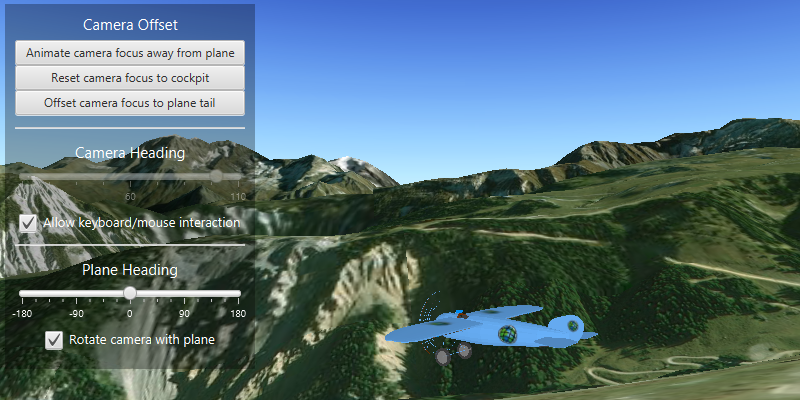 Camera Offset
Animate camera focus away from plane
Reset camera focus to cockpit
Offset camera focus to plane tail
Camera Heading
60 110
Allow keyboard/mouse interaction
Plane Heading
-180 -90 0 90 180
Rotate camera with plane